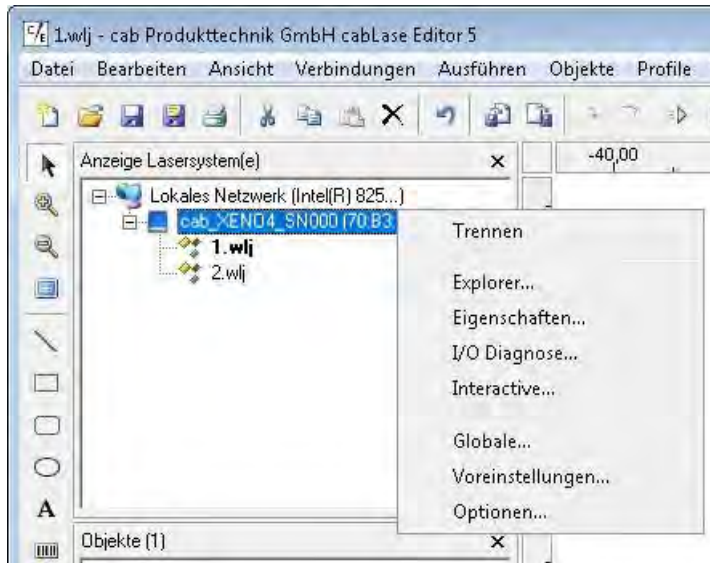 1.wlj - cab Produkttechnik GmbH cabLase Editor 5
Datei Bearbeiten Ansicht Verbindungen Ausführen Objekte Profile
Anzeige Lasersystem(e)
-40,00
Lokales Netzwerk (Intel(R) 825...)
cab_XENO4_SN000 (70:B3
1.wlj
2.wlj
Trennen
Explorer...
Eigenschaften...
I/O Diagnose...
Interactive...
Globale...
Voreinstellungen...
Optionen...
A
Objekte (1)